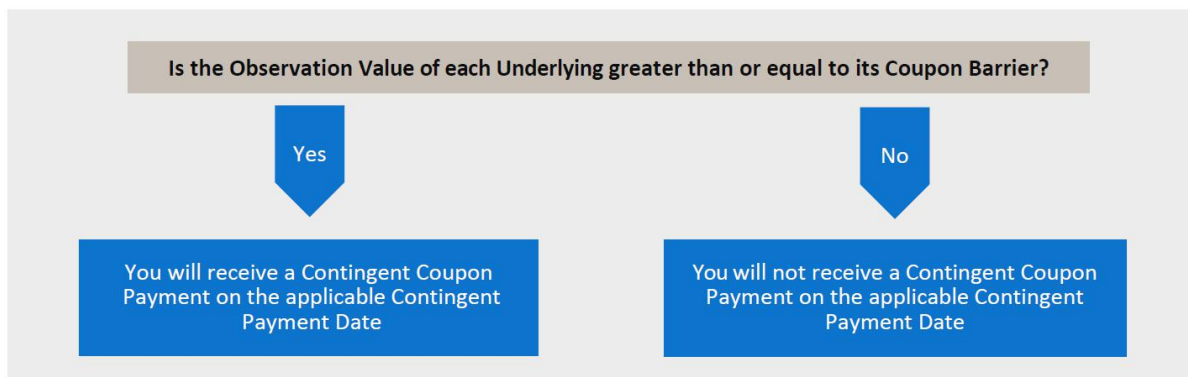 Is the Observation Value of each Underlying greater than or equal to its Coupon Barrier?
Yes
No
You will receive a Contingent Coupon
Payment on the applicable Contingent
Payment Date
You will not receive a Contingent Coupon
Payment on the applicable Contingent
Payment Date